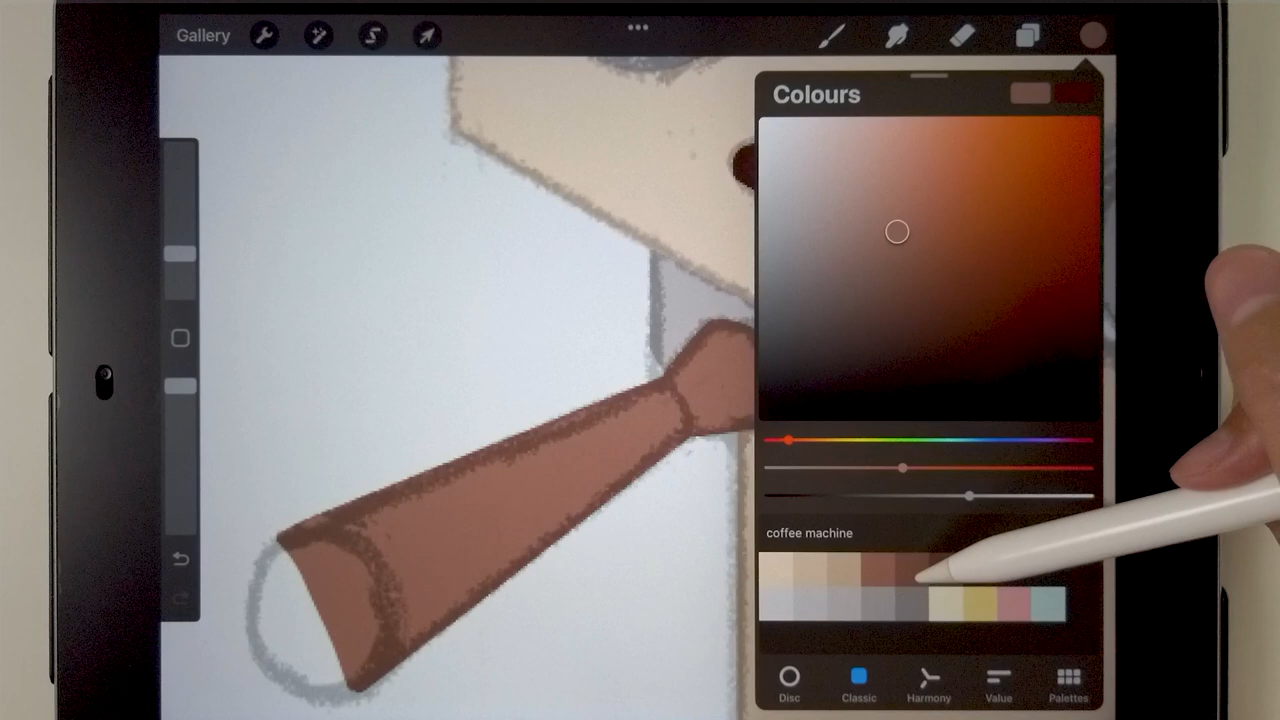 Gallery
Colours
coffee machine
Disc
Classic
Harmony
Value
Palettes